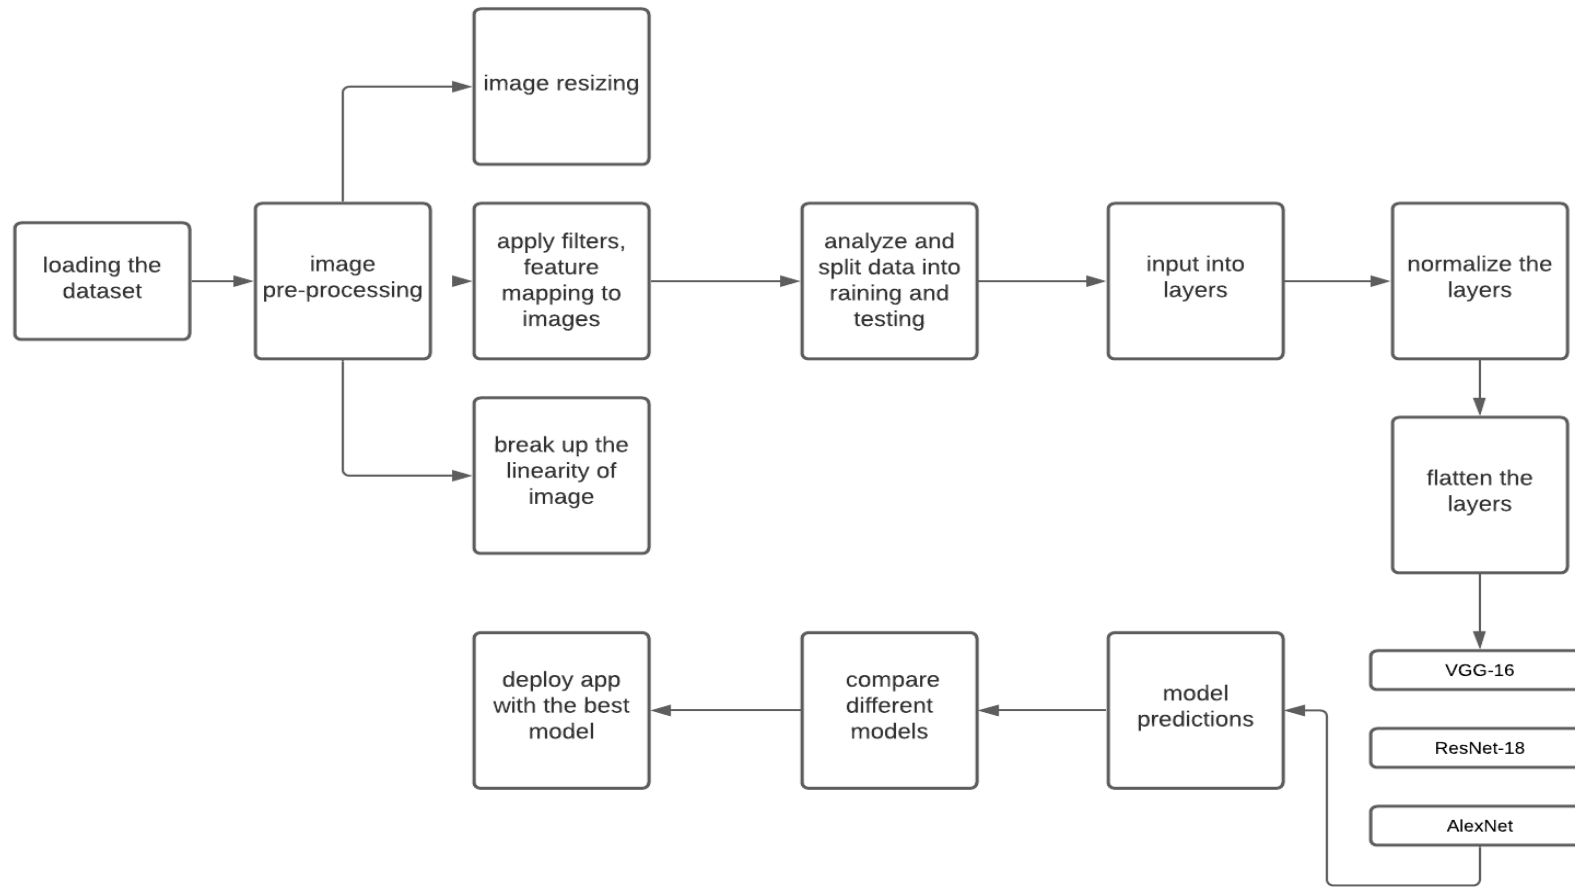 image resizing
loading the
dataset
image
pre-processing
apply filters,
feature
mapping to
images
analyze and
split data into
raining and
testing
input into
layers
normalize the
layers
break up the
linearity of
image
flatten the
layers
VGG-16
ResNet-18
AlexNet
model
predictions
compare
different
models
deploy app
with the best
model